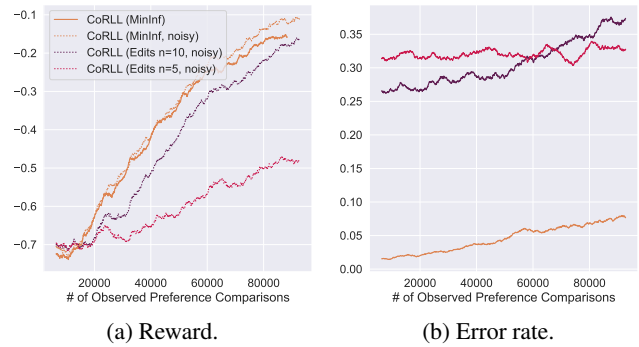 −0.1
−0.2
−0.3
−0.4
−0.5
−0.6
−0.7
CoRLL (MinInf)
CoRLL (MinInf, noisy)
CoRLL (Edits n=10, noisy)
CoRLL (Edits n=5, noisy)
20000 40000 60000 80000
# of Observed Preference Comparisons
(a) Reward.
0.35
0.30
0.25
0.20
0.15
0.10
0.05
0.00
20000 40000 60000 80000
# of Observed Preference Comparisons
(b) Error rate.